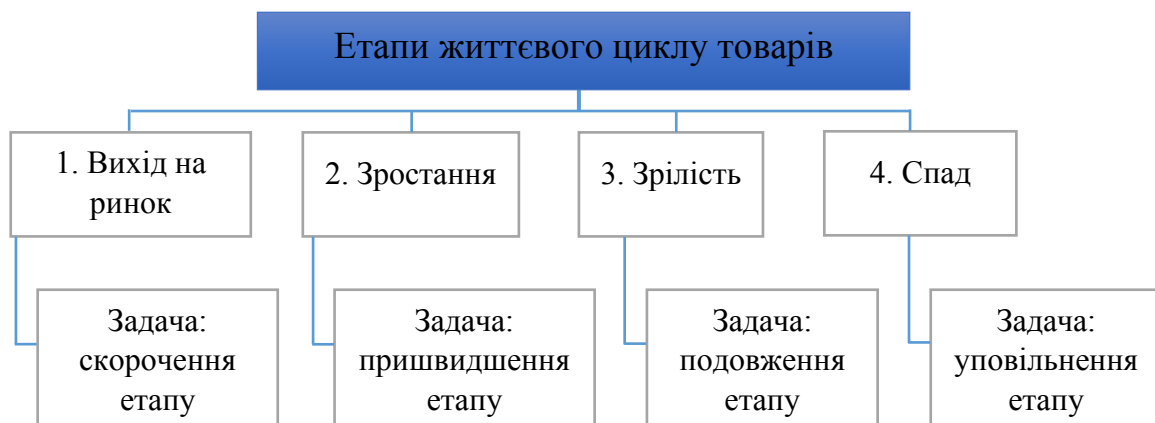 Етапи життєвого циклу товарів
1. Вихід на
ринок
2. Зростання
3. Зрілість
4. Спад
Задача:
скорочення
етапу
Задача:
пришвидшення
етапу
Задача:
подовження
етапу
Задача:
уповільнення
етапу